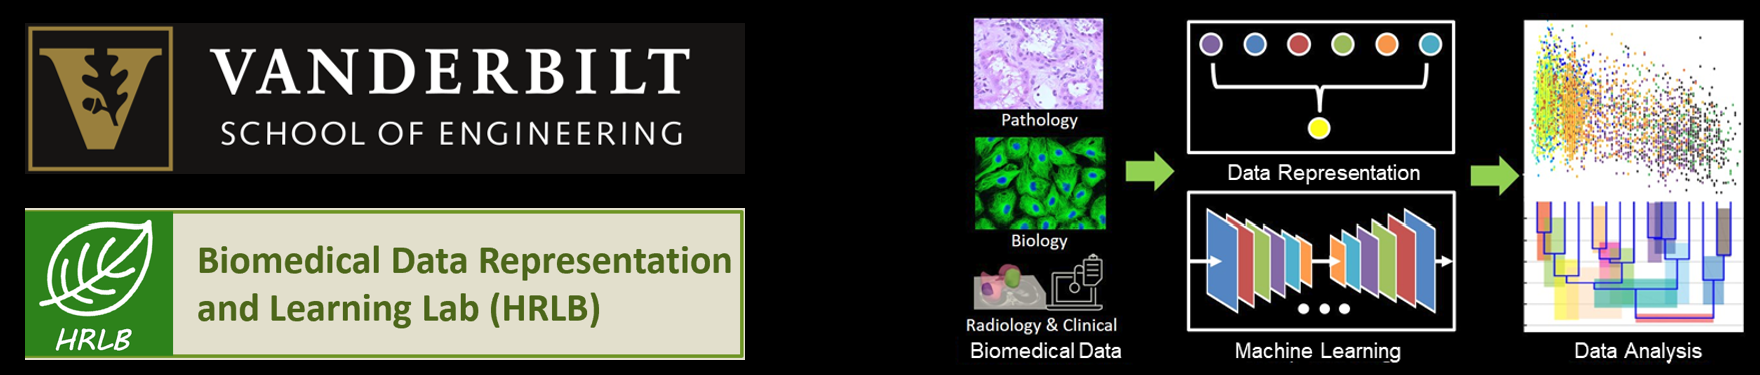 VANDERBILT
SCHOOL OF ENGINEERING
HRLB
Biomedical Data Representation
and Learning Lab (HRLB)
Pathology
Biology
Radiology & Clinical
Biomedical Data
Data Representation
Machine Learning
Data Analysis